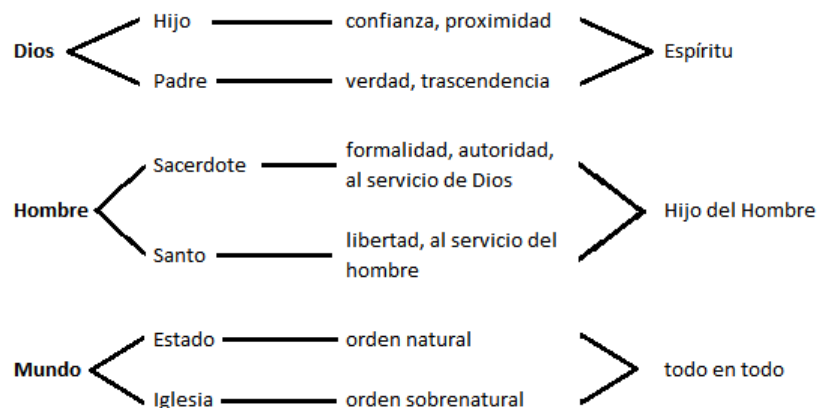 Hijo confianza, proximidad
Dios Espíritu
Padre verdad, trascendencia
formalidad, autoridad,
Sacerdote
al servicio de Dios
Hombre Hijo del Hombre
libertad, al servicio del
Santo
hombre
Estado orden natural
Mundo todo en todo
Iglesia orden sobrenatural